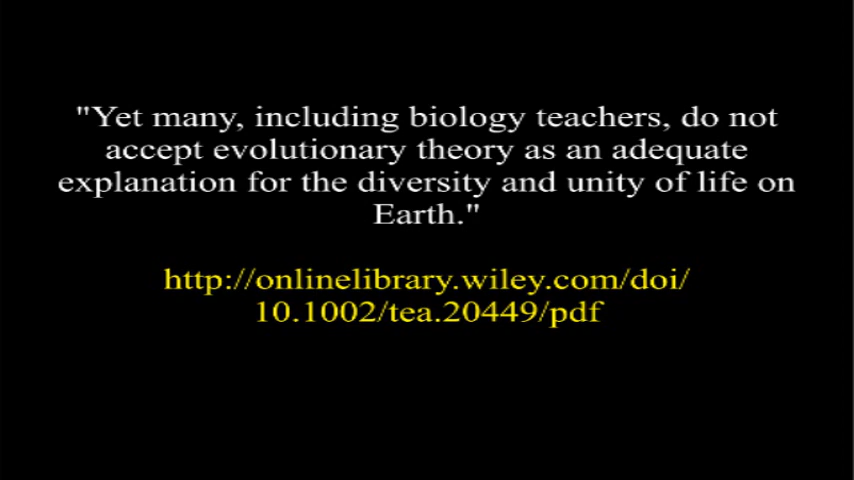 "Yet many, including biology teachers, do not
accept evolutionary theory as an adequate
explanation for the diversity and unity of life on
Earth."
http://onlinelibrary.wiley.com/doi/
10.1002/tea.20449/pdf